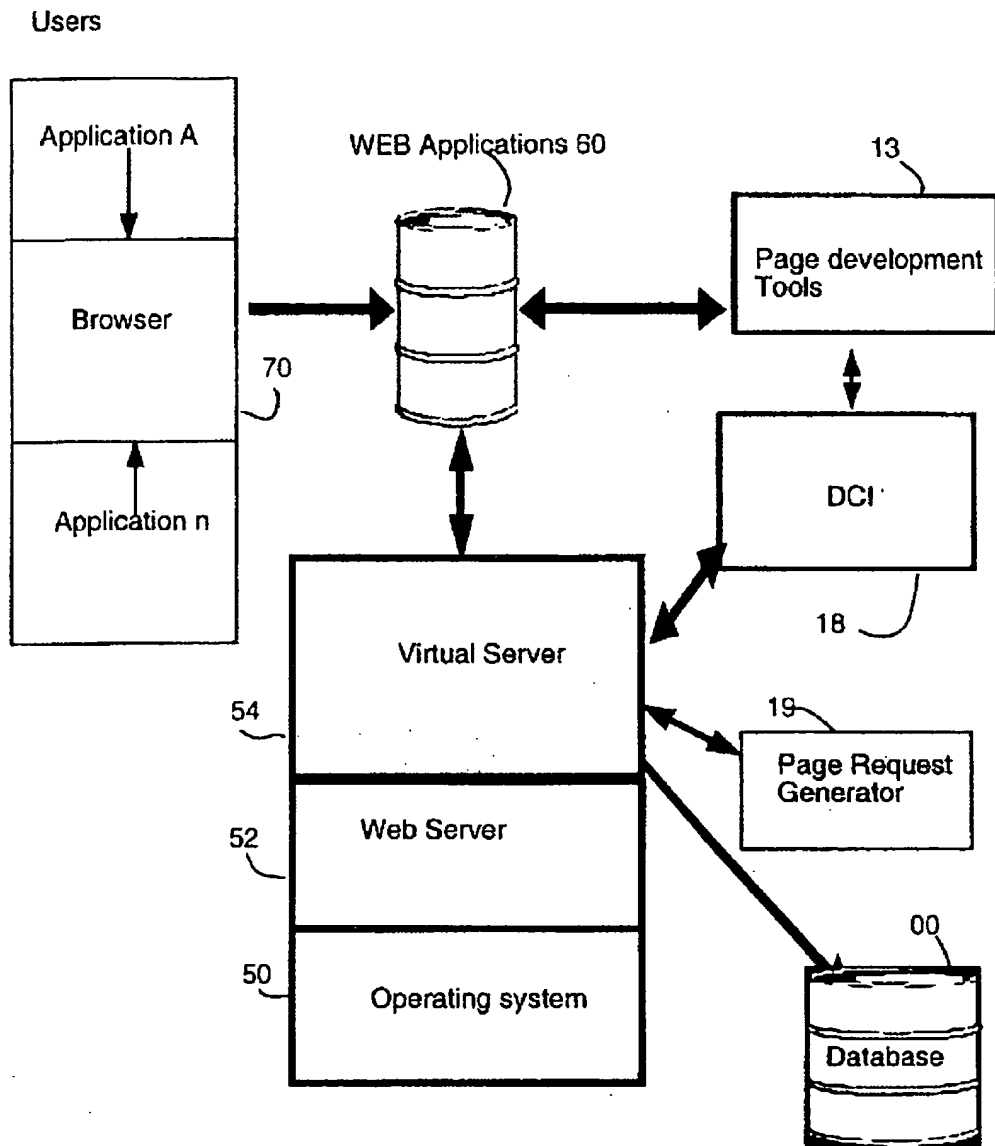 Users
Application A
WEB Applications 60
13
Page development
Tools
Browser
70
DCI
Application n
18
Virtual Server
54
19
Page Request
Generator
Web Server
52
00
50
Operating system
Database